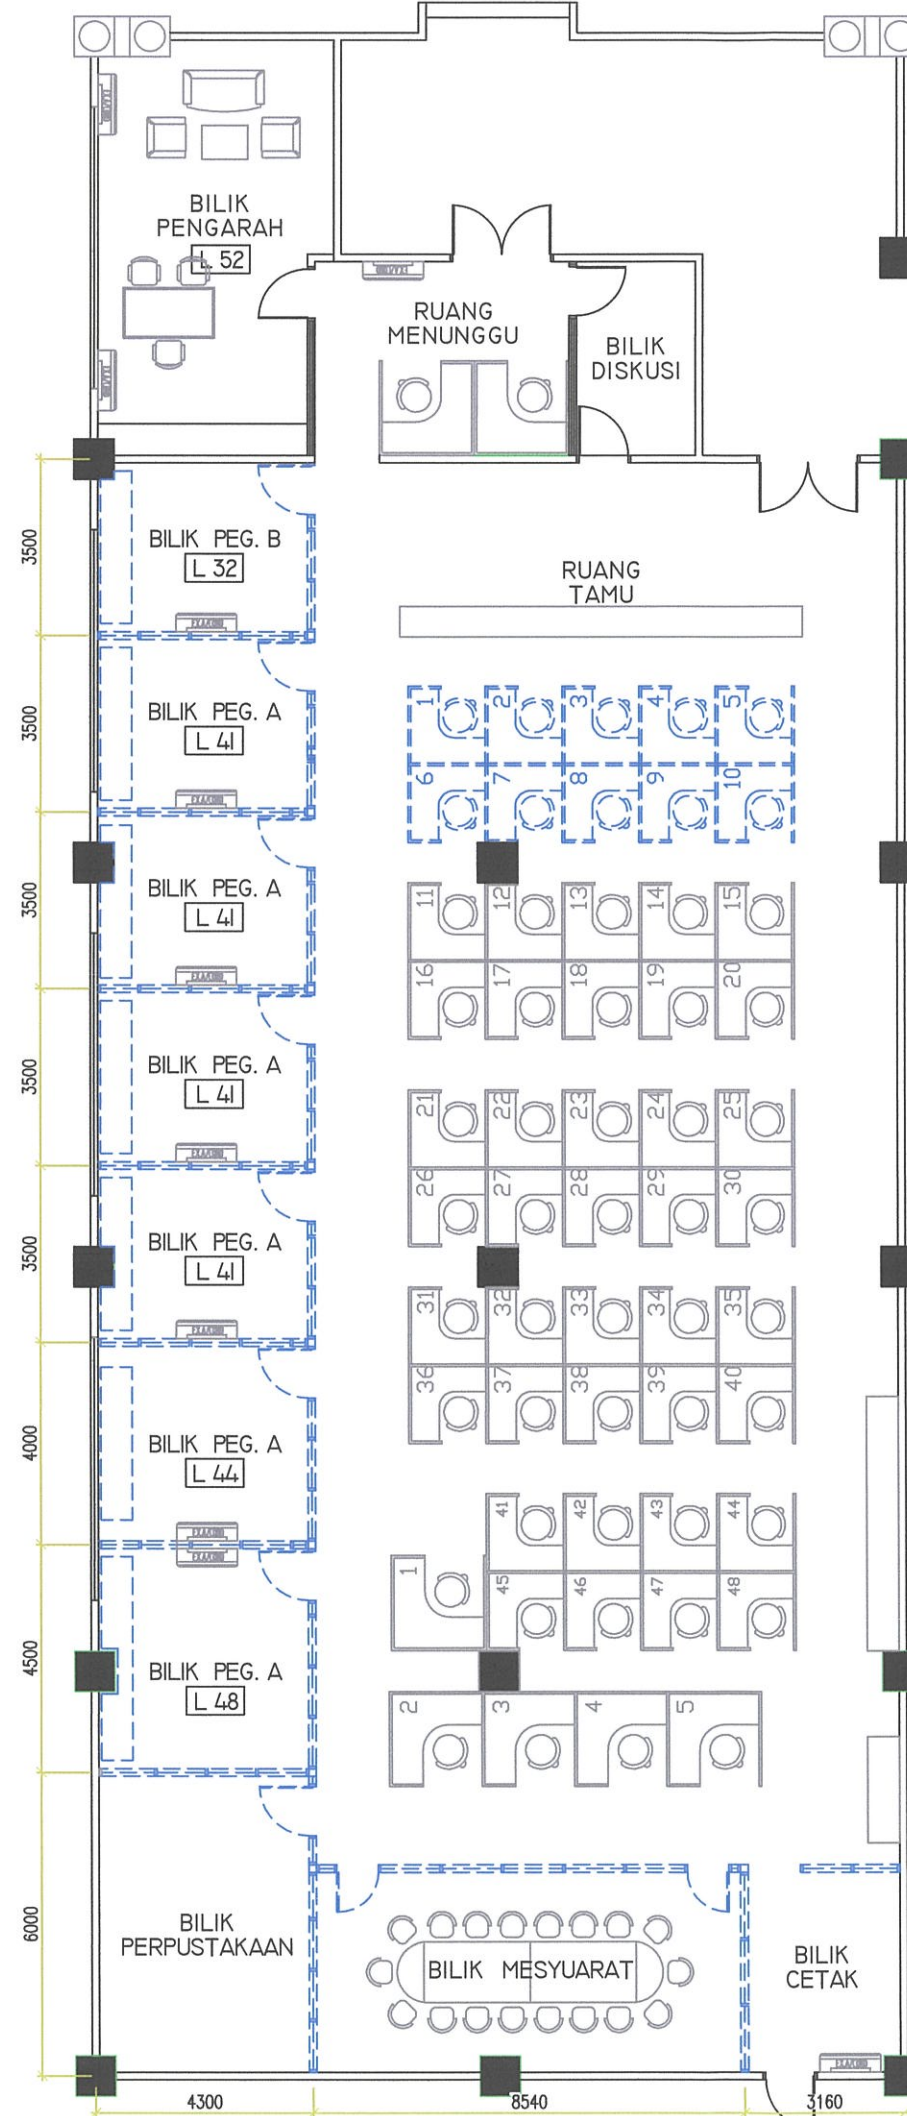 BILIK
PENGARAH
L 52
RUANG
MENUNGGU
BILIK
DISKUSI
3500
BILIK PEG. B
L 32
RUANG
TAMU
3500
BILIK PEG. A
L 41
1 2 3 4 5
6 7 8 9 10
3500
BILIK PEG. A
L 41
11 12 13 14 15
16 17 18 19 20
3500
BILIK PEG. A
L 41
21 22 23 24 25
26 27 28 29 30
3500
BILIK PEG. A
L 41
31 32 33 34 35
36 37 38 39 40
4000
BILIK PEG. A
L 44
41 42 43 44
1
45 46 47 48
4500
BILIK PEG. A
L 48
2 3 4 5
6000
BILIK
PERPUSTAKAAN
BILIK MESYUARAT
BILIK
CETAK
4300 8540 3160